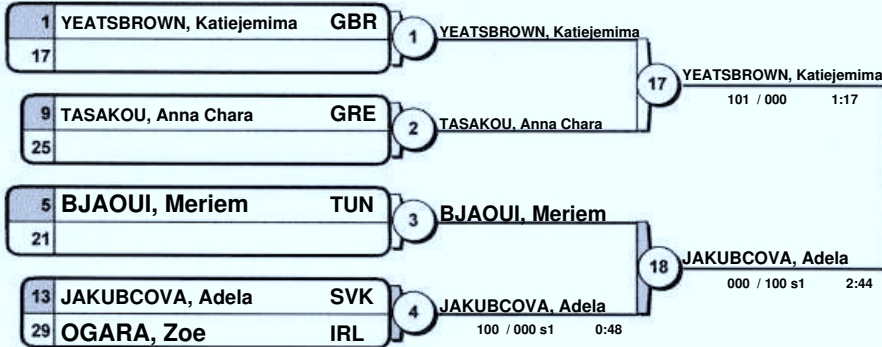 1 YEATSBROWN, Katiejemima GBR
17
1 YEATSBROWN, Katiejemima
9 TASAKOU, Anna Chara GRE
25
2 TASAKOU, Anna Chara
17 YEATSBROWN, Katiejemima
101 / 000 1:17
5 BJAOUI, Meriem TUN
21
3 BJAOUI, Meriem
13 JAKUBCOVA, Adela SVK
29 OGARA, Zoe IRL
4 JAKUBCOVA, Adela
100 / 000 s1 0:48
18 JAKUBCOVA, Adela
000 / 100 s1 2:44